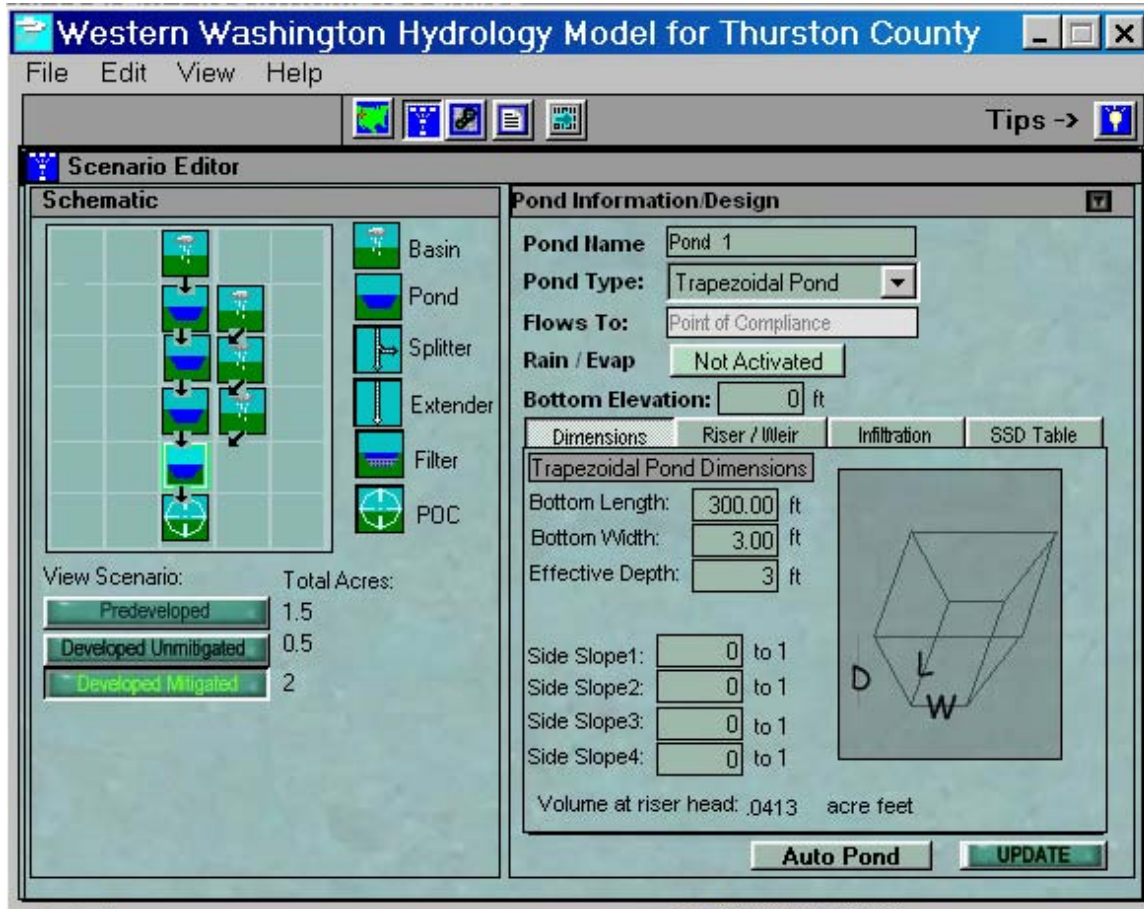 Western Washington Hydrology Model for Thurston County
File Edit View Help
Tips ->
Scenario Editor
Schematic
Basin
Pond
Splitter
Extender
Filter
POC
View Scenario: Total Acres:
Predeveloped 1.5
Developed Unmitigated 0.5
Developed Mitigated 2
Pond Information/Design
Pond Name Pond 1
Pond Type: Trapezoidal Pond
Flows To: Point of Compliance
Rain / Evap Not Activated
Bottom Elevation: 0 ft
Dimensions Riser / Weir Infiltration SSD Table
Trapezoidal Pond Dimensions
Bottom Length: 300.00 ft
Bottom Width: 3.00 ft
Effective Depth: 3 ft
Side Slope1: 0 to 1
Side Slope2: 0 to 1
Side Slope3: 0 to 1
Side Slope4: 0 to 1
D L W
Volume at riser head: .0413 acre feet
Auto Pond UPDATE